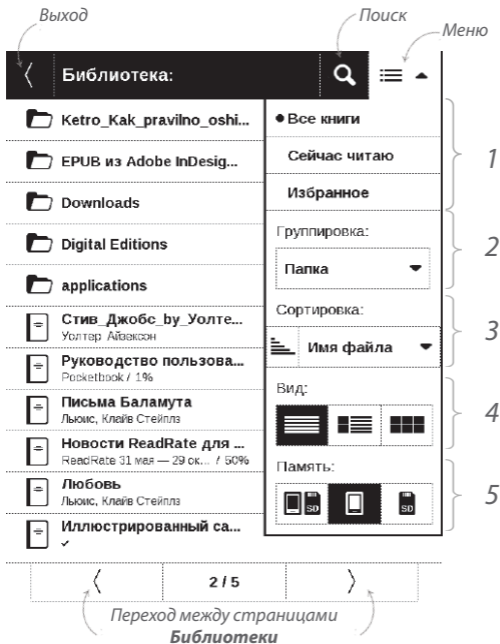 Выход
Поиск
Меню
Библиотека:
Ketro_Kak_pravilno_oshi...
EPUB из Adobe InDesig...
Downloads
Digital Editions
applications
Стив_Джобс_by_Уолте...
Уолтер Айзексон
Руководство пользова...
Pocketbook / 1%
Письма Баламута
Льюис, Клайв Стейплз
Новости ReadRate для ...
ReadRate 31 мая — 29 ок... / 50%
Любовь
Льюис, Клайв Стейплз
Иллюстрированный са...
Все книги
Сейчас читаю
Избранное
1
Группировка:
Папка
2
Сортировка:
Имя файла
3
Вид:
4
Память:
SD
SD
5
2 / 5
Переход между страницами
Библиотеки